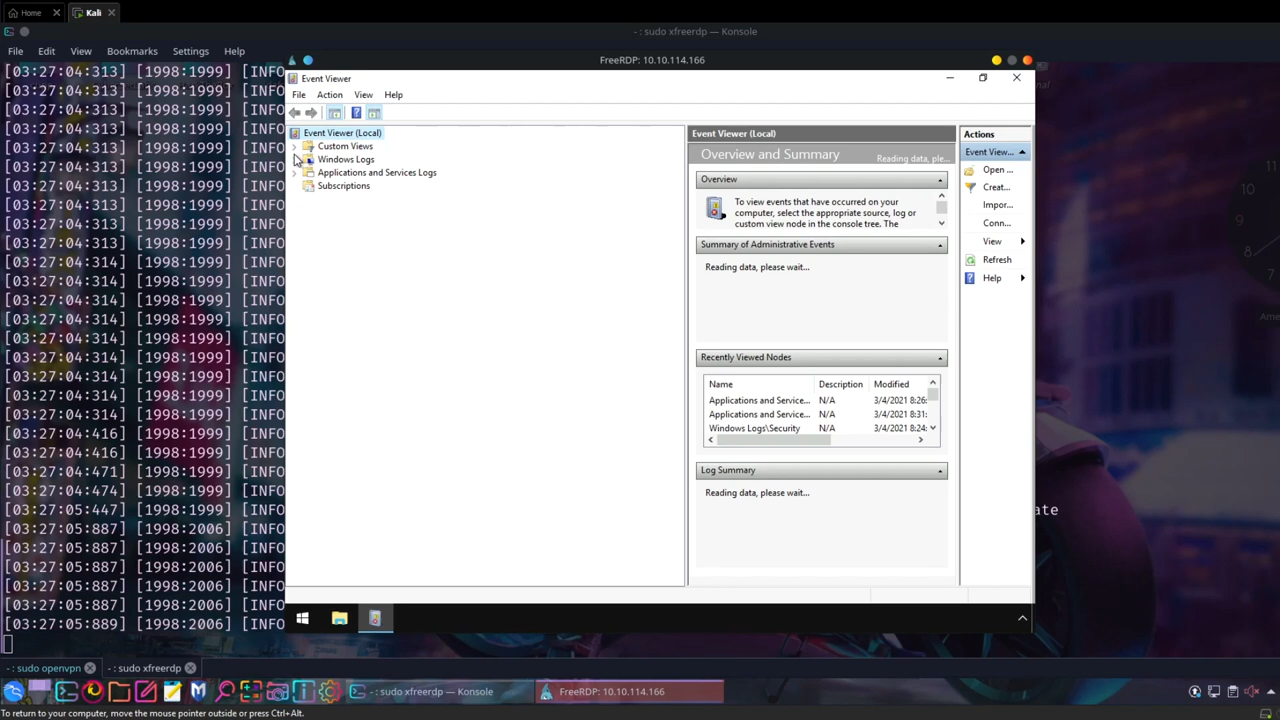 Home
Kali
- : sudo xfreerdp — Konsole
File Edit View Bookmarks Settings Help
FreeRDP: 10.10.114.166
[03:27:04:313] [1998:1999] [INFO
[03:27:04:313] [1998:1999] [INFO
[03:27:04:313] [1998:1999] [INFO
[03:27:04:313] [1998:1999] [INFO
[03:27:04:313] [1998:1999] [INFO
[03:27:04:313] [1998:1999] [INFO
[03:27:04:313] [1998:1999] [INFO
[03:27:04:313] [1998:1999] [INFO
[03:27:04:313] [1998:1999] [INFO
[03:27:04:313] [1998:1999] [INFO
[03:27:04:314] [1998:1999] [INFO
[03:27:04:314] [1998:1999] [INFO
[03:27:04:314] [1998:1999] [INFO
[03:27:04:314] [1998:1999] [INFO
[03:27:04:314] [1998:1999] [INFO
[03:27:04:314] [1998:1999] [INFO
[03:27:04:314] [1998:1999] [INFO
[03:27:04:314] [1998:1999] [INFO
[03:27:04:314] [1998:1999] [INFO
[03:27:04:416] [1998:1999] [INFO
[03:27:04:416] [1998:1999] [INFO
[03:27:04:471] [1998:1999] [INFO
[03:27:04:474] [1998:1999] [INFO
[03:27:05:887] [1998:2006] [INFO
[03:27:05:887] [1998:2006] [INFO
[03:27:05:887] [1998:2006] [INFO
[03:27:05:887] [1998:2006] [INFO
[03:27:05:887] [1998:2006] [INFO
[03:27:05:889] [1998:2006] [INFO
Event Viewer
File Action View Help
Event Viewer (Local)
Custom Views
Windows Logs
Applications and Services Logs
Subscriptions
Event Viewer (Local)
Overview and Summary
Reading data, ple...
Overview
To view events that have occurred on your
computer, select the appropriate source, log or
custom view node in the console tree. The
Summary of Administrative Events
Reading data, please wait...
Recently Viewed Nodes
Name Description Modified
Applications and Service... N/A 3/4/2021 8:26:
Applications and Service... N/A 3/4/2021 8:31:
Windows Logs\Security N/A 3/4/2021 8:24:
Log Summary
Reading data, please wait...
Actions
Event View...
Open ...
Creat...
Impor...
Conn...
View
Refresh
Help
10
9
8
7
Ame
ate
- : sudo openvpn
- : sudo xfreerdp
- : sudo xfreerdp — Konsole
FreeRDP: 10.10.114.166
To return to your computer, move the mouse pointer outside or press Ctrl+Alt.